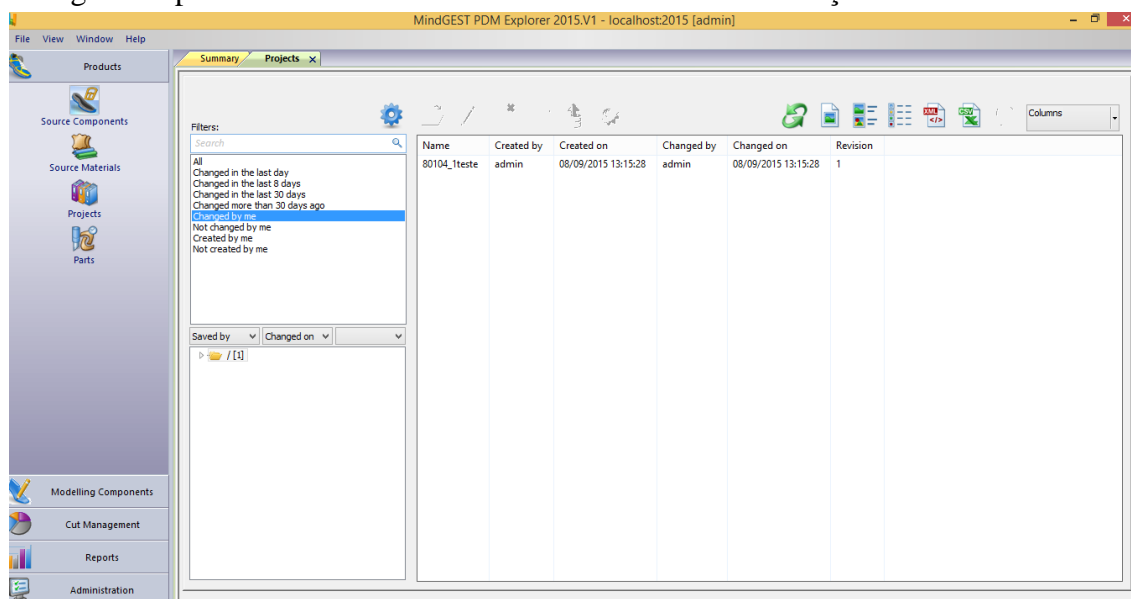 MindGEST PDM Explorer 2015.V1 - localhost:2015 [admin]
File View Window Help
Products
Summary Projects x
Source Components
Source Materials
Projects
Parts
Modelling Components
Cut Management
Reports
Administration
Filters:
Search
All
Changed in the last day
Changed in the last 8 days
Changed in the last 30 days
Changed more than 30 days ago
Changed by me
Not changed by me
Created by me
Not created by me
Saved by Changed on
/ [1]
XML CSV Columns
Name Created by Created on Changed by Changed on Revision
80104_1teste admin 08/09/2015 13:15:28 admin 08/09/2015 13:15:28 1